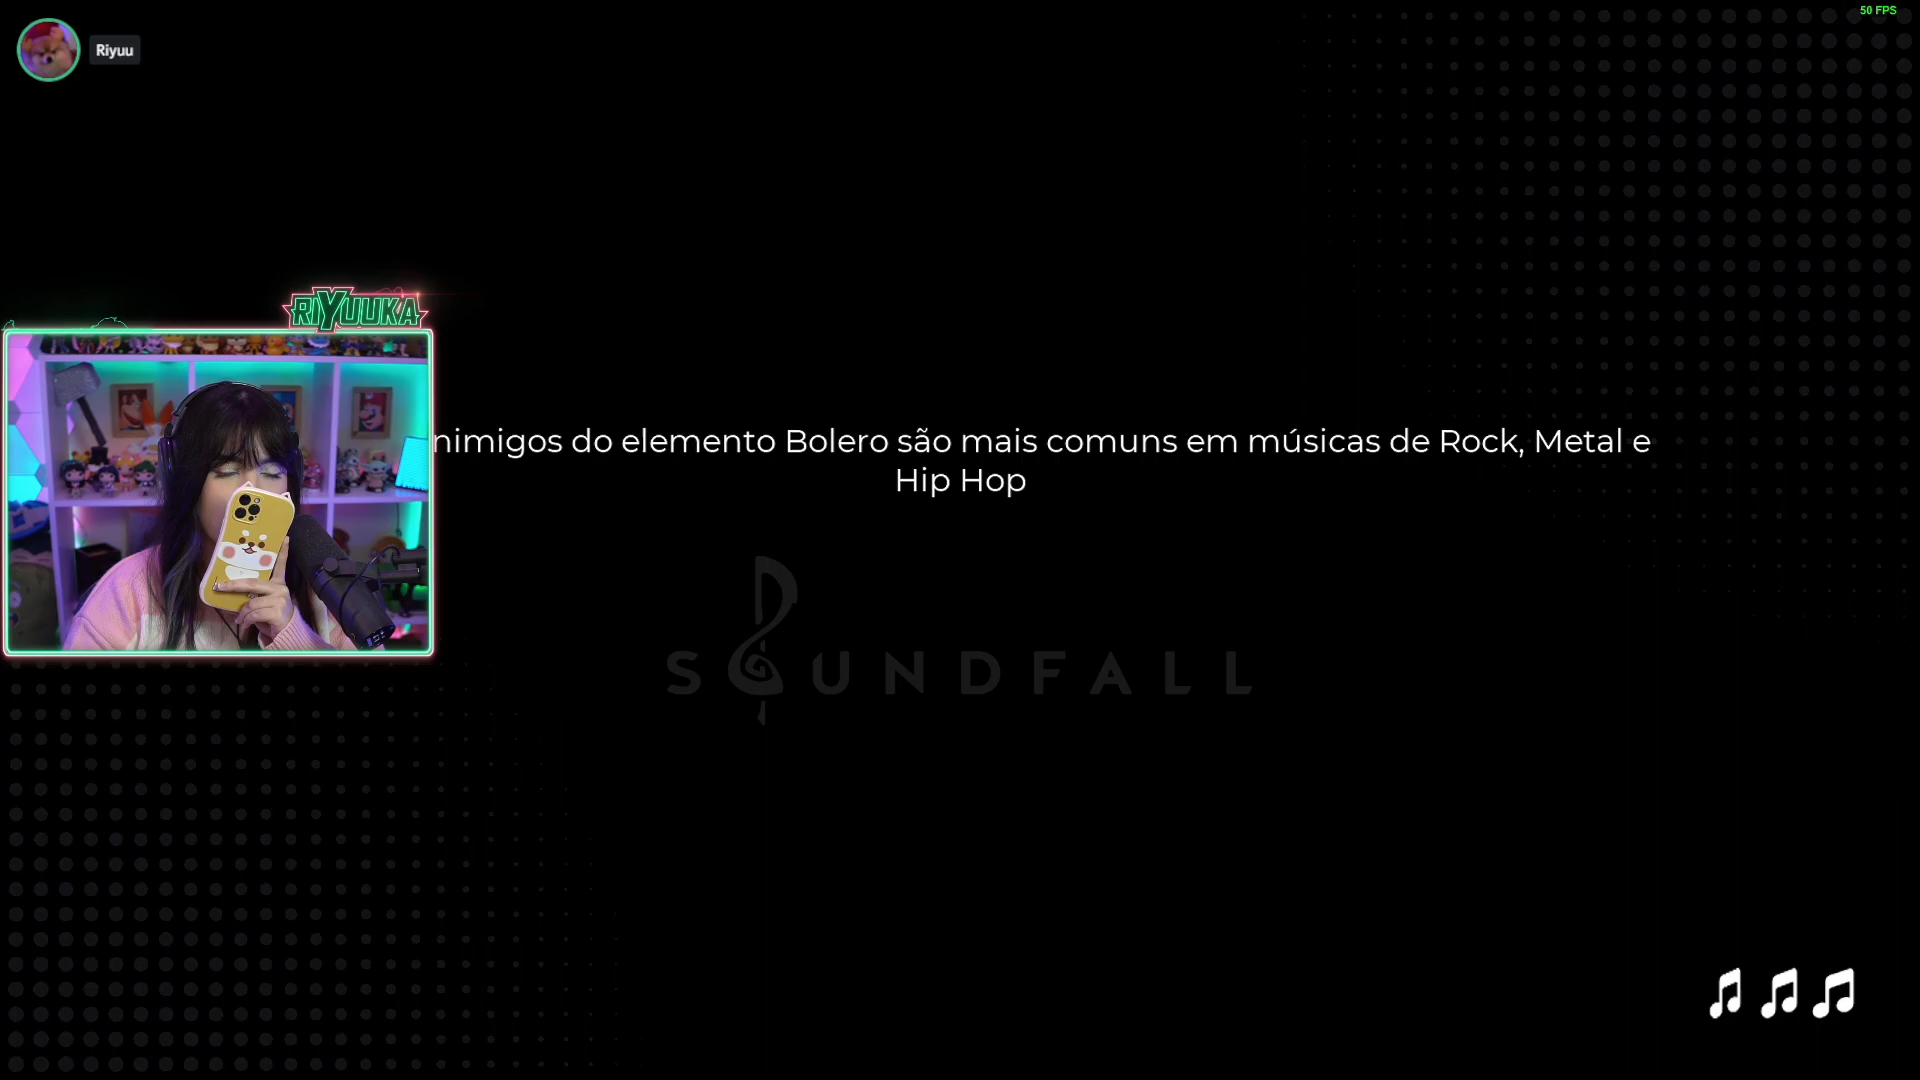 50 FPS
Riyuu
RIYUUKA
nimigos do elemento Bolero são mais comuns em músicas de Rock, Metal e
Hip Hop
SOUNDFALL